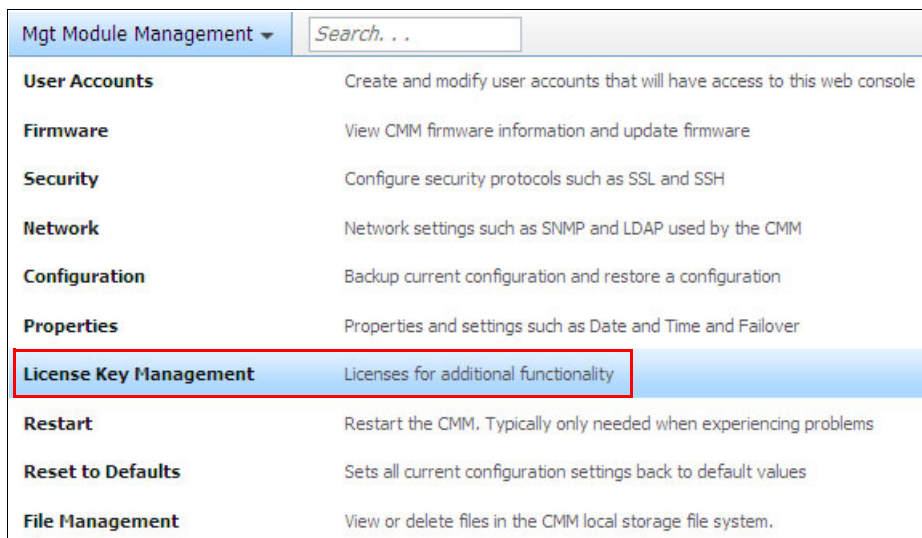 Mgt Module Management Search. . .
User Accounts Create and modify user accounts that will have access to this web console
Firmware View CMM firmware information and update firmware
Security Configure security protocols such as SSL and SSH
Network Network settings such as SNMP and LDAP used by the CMM
Configuration Backup current configuration and restore a configuration
Properties Properties and settings such as Date and Time and Failover
License Key Management Licenses for additional functionality
Restart Restart the CMM. Typically only needed when experiencing problems
Reset to Defaults Sets all current configuration settings back to default values
File Management View or delete files in the CMM local storage file system.